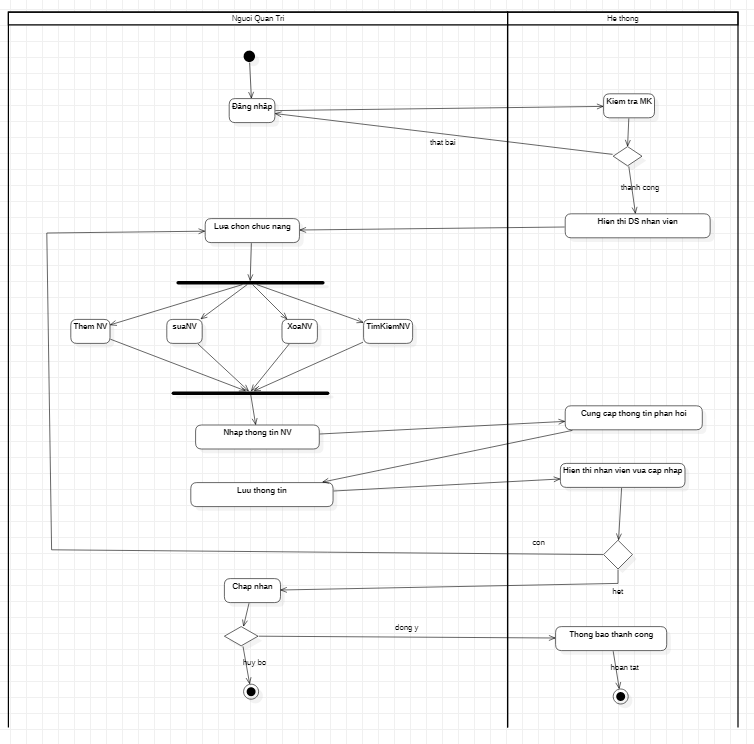 Nguoi Quan Tri
He thong
Đăng nhập
Kiem tra MK
that bai
thanh cong
Lua chon chuc nang
Hien thi DS nhan vien
Them NV
suaNV
XoaNV
TimKiemNV
Nhap thong tin NV
Cung cap thong tin phan hoi
Luu thong tin
Hien thi nhan vien vua cap nhap
con
het
Chap nhan
dong y
Thong bao thanh cong
huy bo
hoan tat